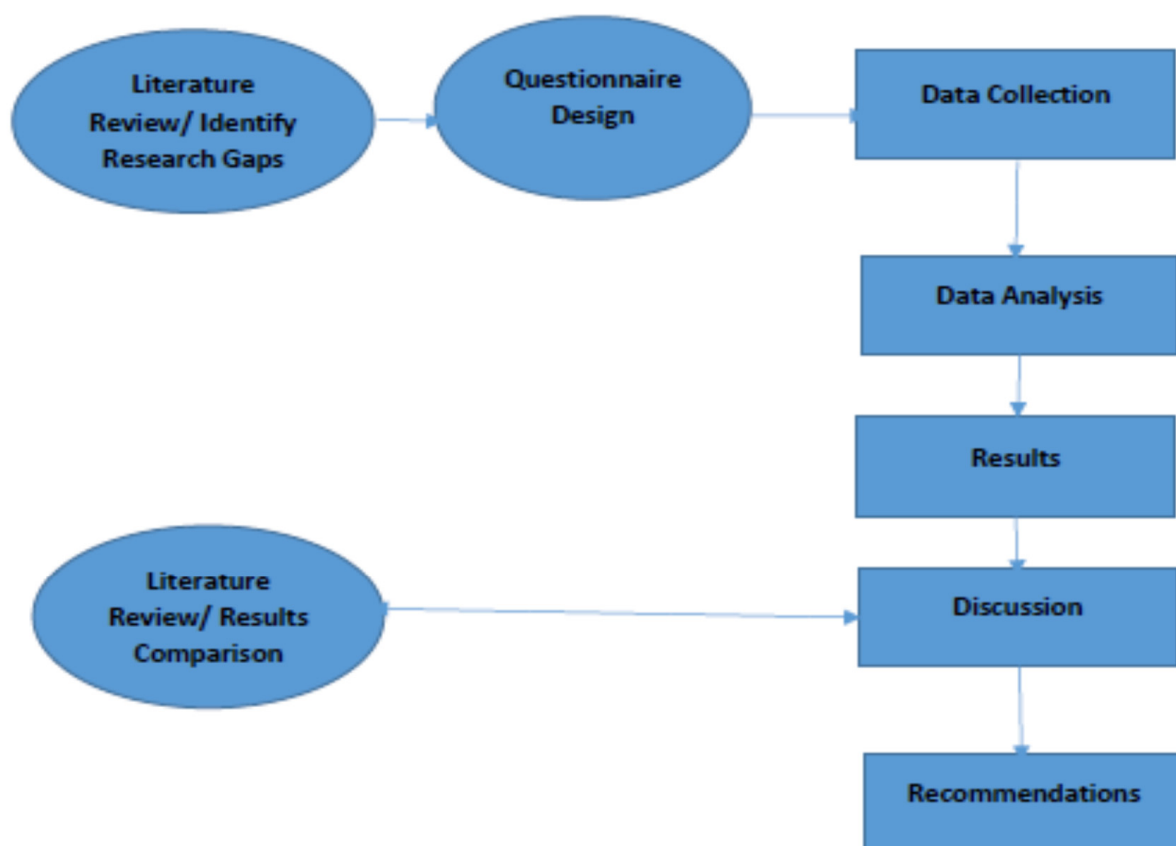 Literature
Review/ Identify
Research Gaps
Questionnaire
Design
Data Collection
Data Analysis
Results
Literature
Review/ Results
Comparison
Discussion
Recommendations